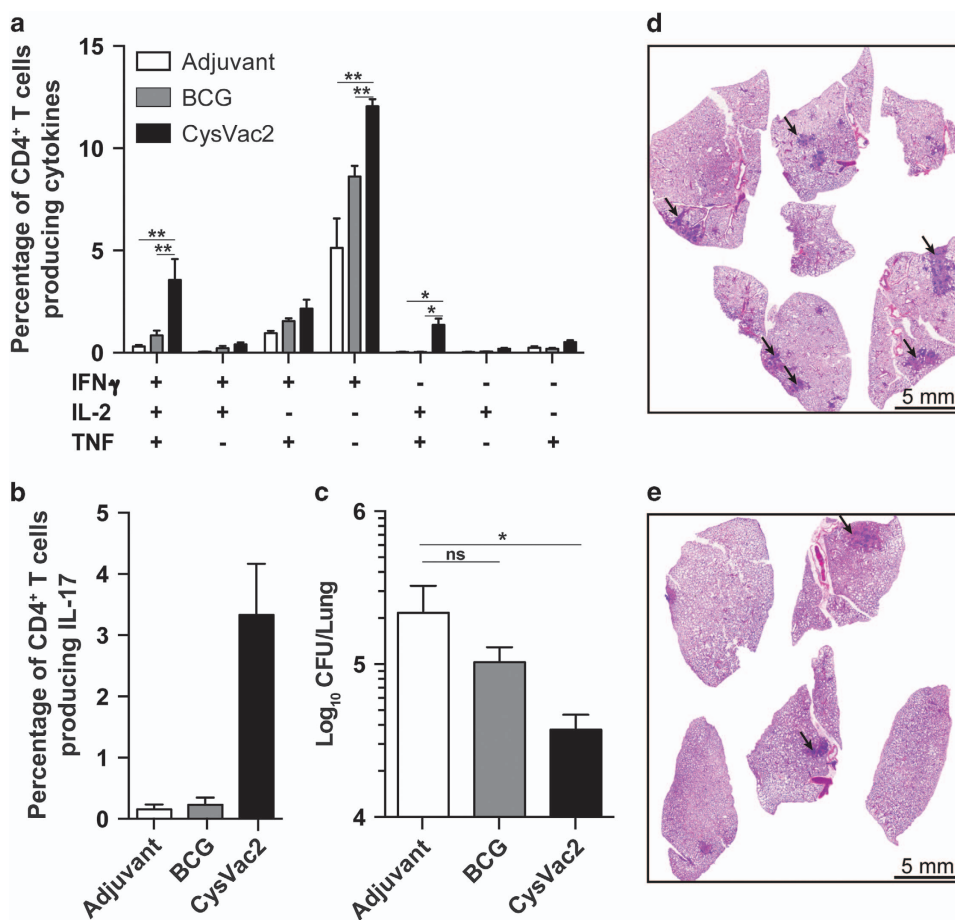 a
15
10
5
0
Percentage of CD4⁺ T cells
producing cytokines
Adjuvant
BCG
CysVac2
**
**
**
**
*
*
IFNγ + + + + - - -
IL-2 + + - - + + -
TNF + - + - + - +
b
5
4
3
2
1
0
Percentage of CD4⁺ T cells
producing IL-17
Adjuvant
BCG
CysVac2
c
6
5
4
Log₁₀ CFU/Lung
*
ns
Adjuvant
BCG
CysVac2
d
5 mm
e
5 mm